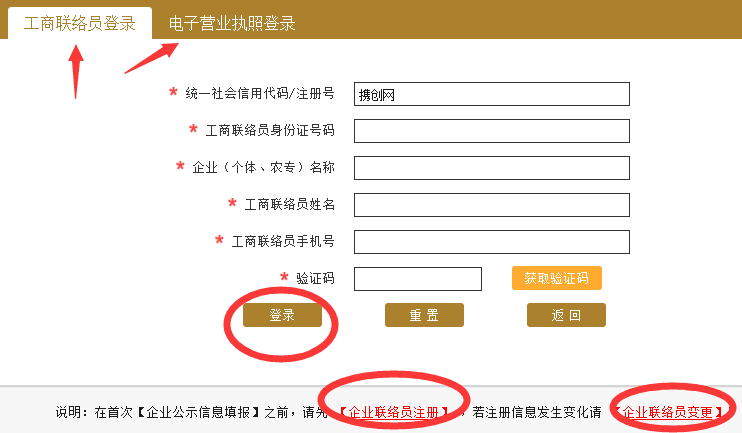 工商联络员登录 电子营业执照登录
* 统一社会信用代码/注册号 携创网
* 工商联络员身份证号码
* 企业（个体、农专）名称
* 工商联络员姓名
* 工商联络员手机号
* 验证码 获取验证码
登录 重置 返回
说明：在首次【企业公示信息填报】之前，请先【企业联络员注册】，若注册信息发生变化请【企业联络员变更】